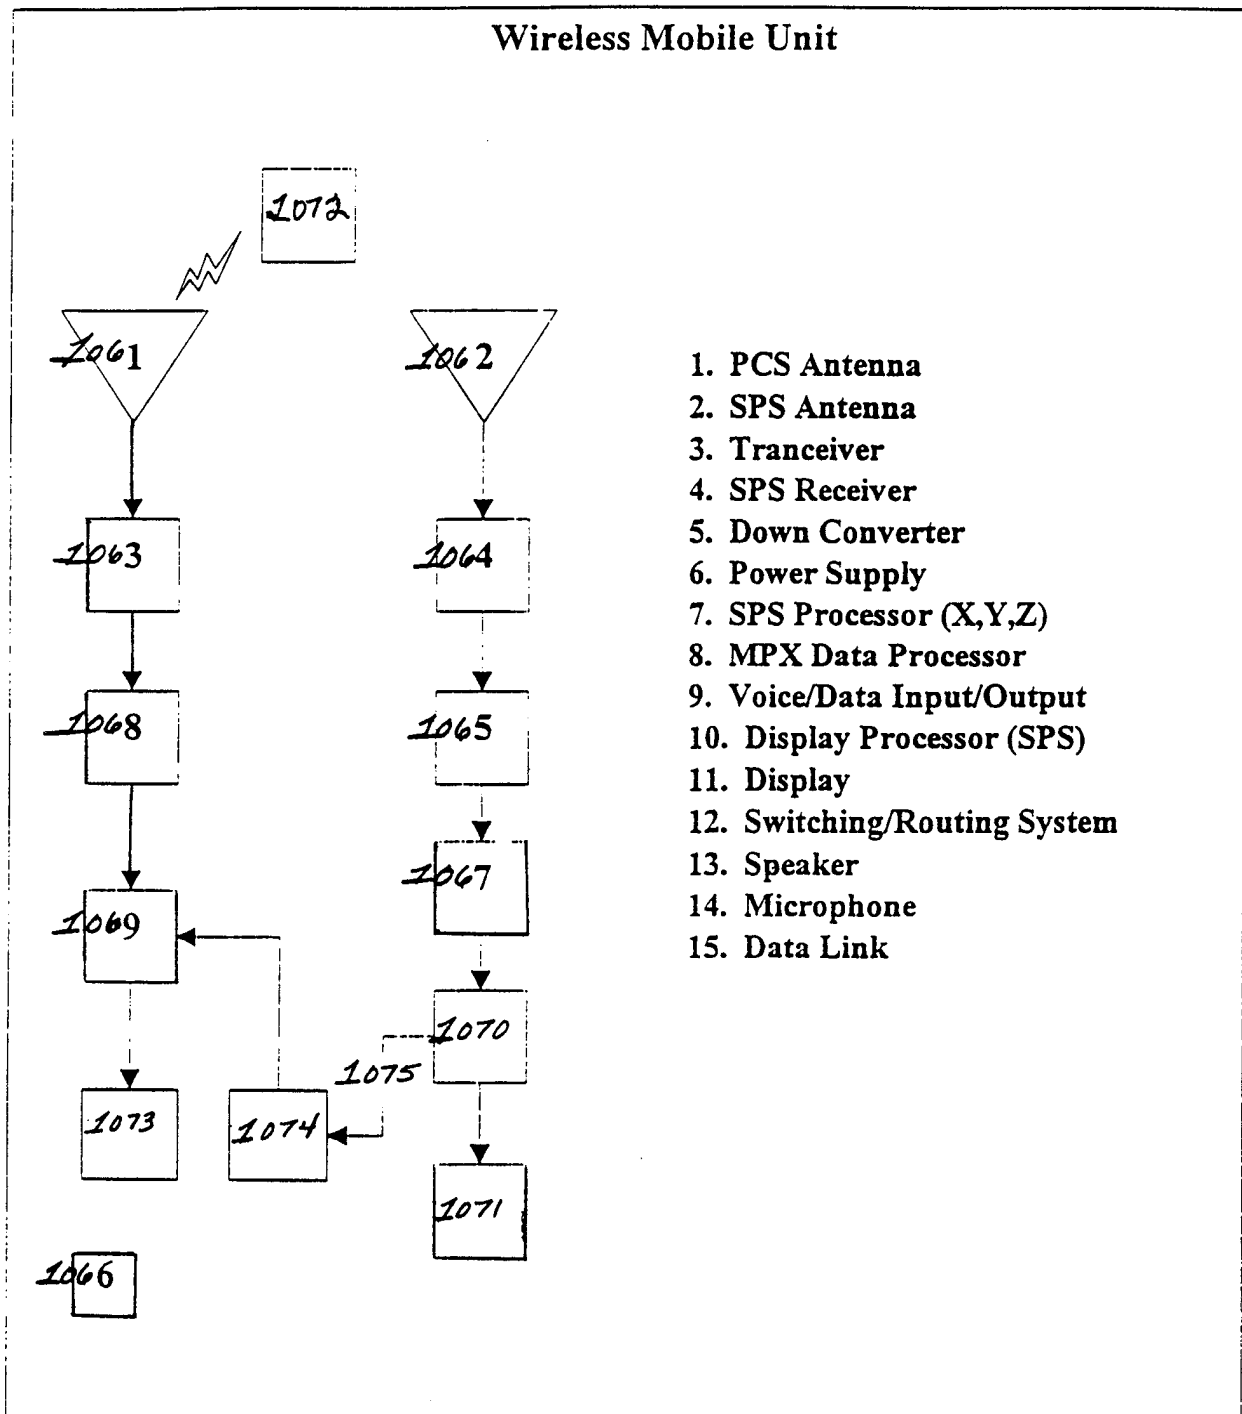 Wireless Mobile Unit
1072
1061
1062
1. PCS Antenna
2. SPS Antenna
3. Tranceiver
4. SPS Receiver
5. Down Converter
6. Power Supply
7. SPS Processor (X,Y,Z)
8. MPX Data Processor
9. Voice/Data Input/Output
10. Display Processor (SPS)
11. Display
12. Switching/Routing System
13. Speaker
14. Microphone
15. Data Link
1063
1064
1068
1065
1067
1069
1070
1075
1073
1074
1071
1066